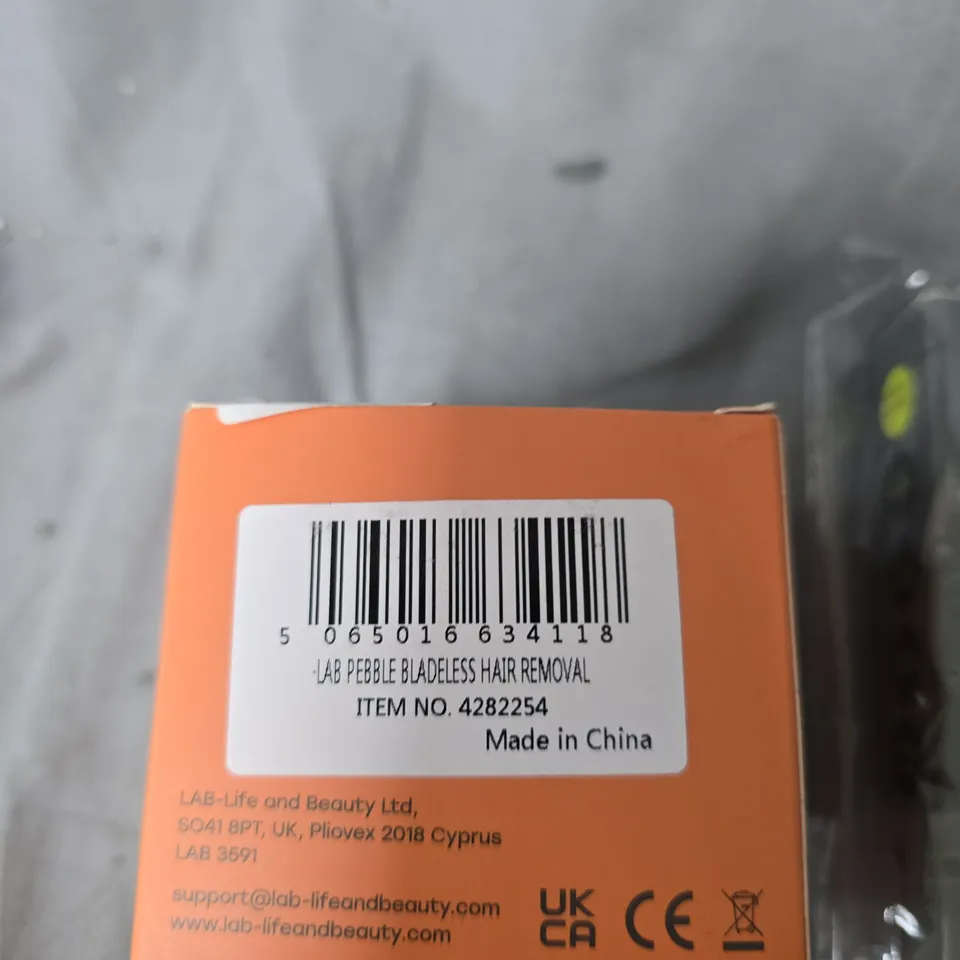 5 065016 634118
-LAB PEBBLE BLADELESS HAIR REMOVAL
ITEM NO. 4282254
Made in China
LAB-Life and Beauty Ltd,
SO41 8PT, UK, Pliovex 2018 Cyprus
LAB 3591
support@lab-lifeandbeauty.com
www.lab-lifeandbeauty.com
UK
CA
CE